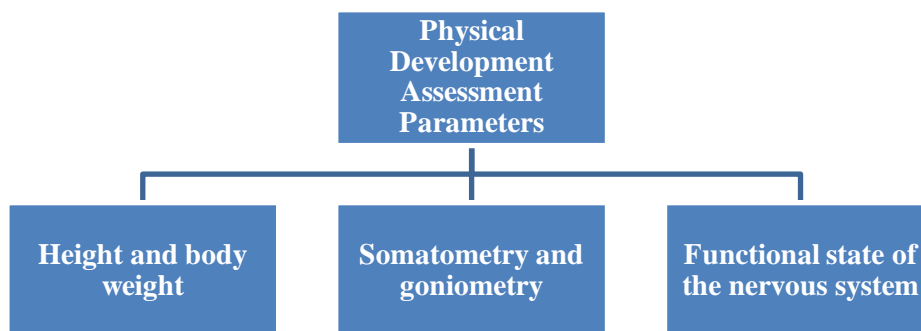 Physical
Development
Assessment
Parameters
Height and body
weight
Somatometry and
goniometry
Functional state of
the nervous system